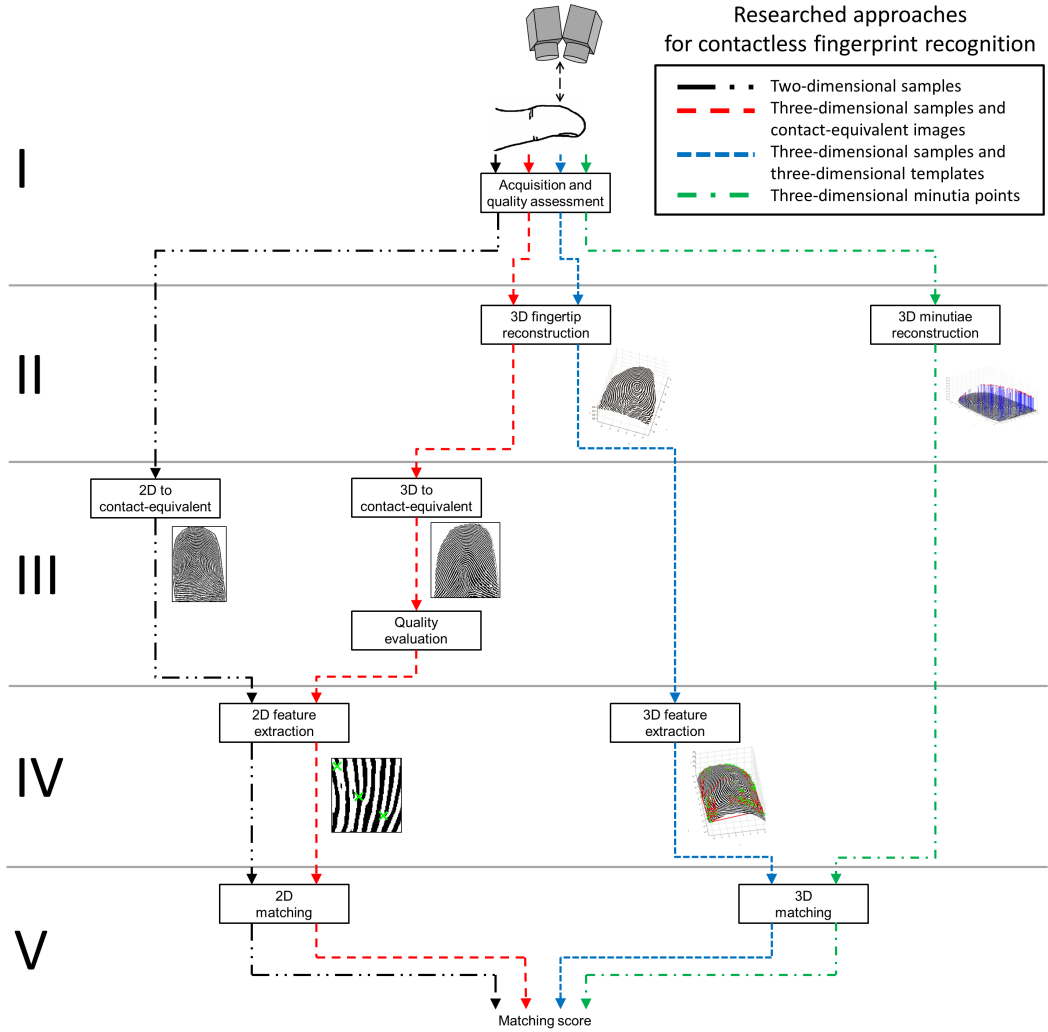 Researched approaches
for contactless fingerprint recognition
Two-dimensional samples
Three-dimensional samples and
contact-equivalent images
Three-dimensional samples and
three-dimensional templates
Three-dimensional minutia points
I
Acquisition and
quality assessment
II
3D fingertip
reconstruction
3D minutiae
reconstruction
III
2D to
contact-equivalent
3D to
contact-equivalent
Quality
evaluation
IV
2D feature
extraction
3D feature
extraction
V
2D
matching
3D
matching
Matching score